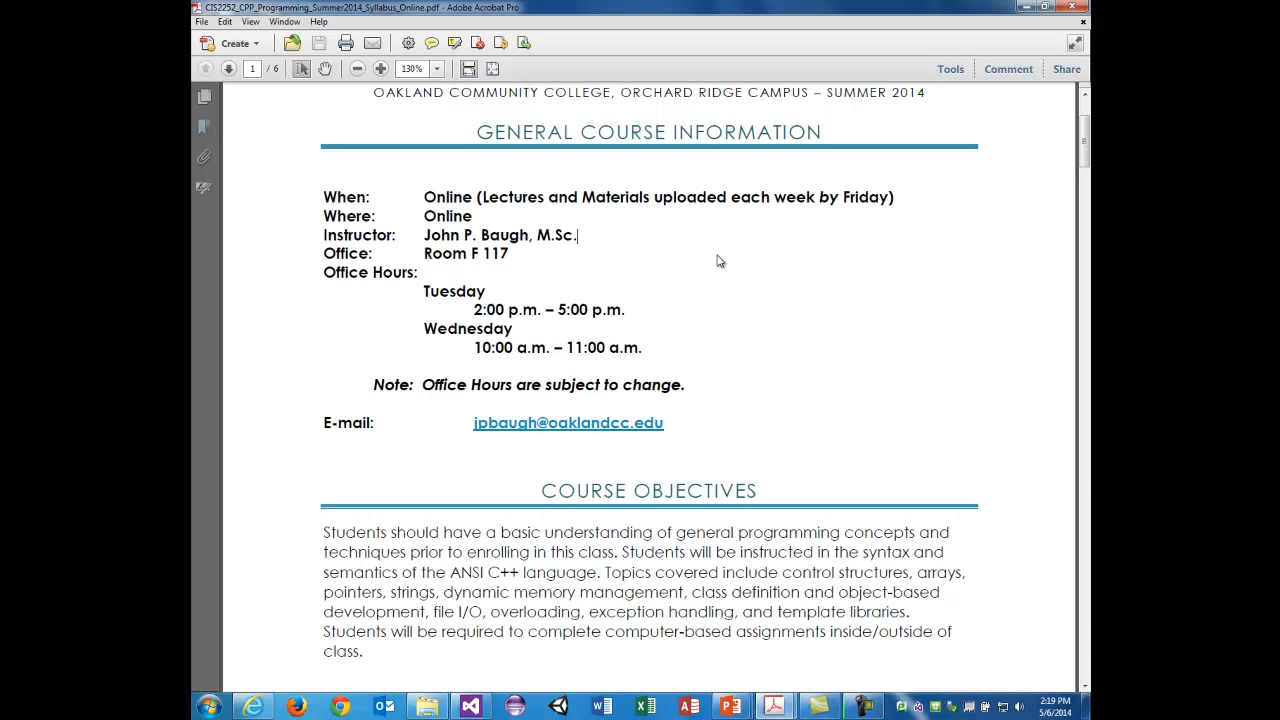 CIS2252_CPP_Programming_Summer2014_Syllabus_Online.pdf - Adobe Acrobat Pro
File Edit View Window Help
Create
1 / 6 130% Tools Comment Share
OAKLAND COMMUNITY COLLEGE, ORCHARD RIDGE CAMPUS – SUMMER 2014
GENERAL COURSE INFORMATION
When: Online (Lectures and Materials uploaded each week by Friday)
Where: Online
Instructor: John P. Baugh, M.Sc.
Office: Room F 117
Office Hours:
Tuesday
2:00 p.m. – 5:00 p.m.
Wednesday
10:00 a.m. – 11:00 a.m.
Note: Office Hours are subject to change.
E-mail: jpbaugh@oaklandcc.edu
COURSE OBJECTIVES
Students should have a basic understanding of general programming concepts and
techniques prior to enrolling in this class. Students will be instructed in the syntax and
semantics of the ANSI C++ language. Topics covered include control structures, arrays,
pointers, strings, dynamic memory management, class definition and object-based
development, file I/O, overloading, exception handling, and template libraries.
Students will be required to complete computer-based assignments inside/outside of
class.
2:19 PM
5/6/2014